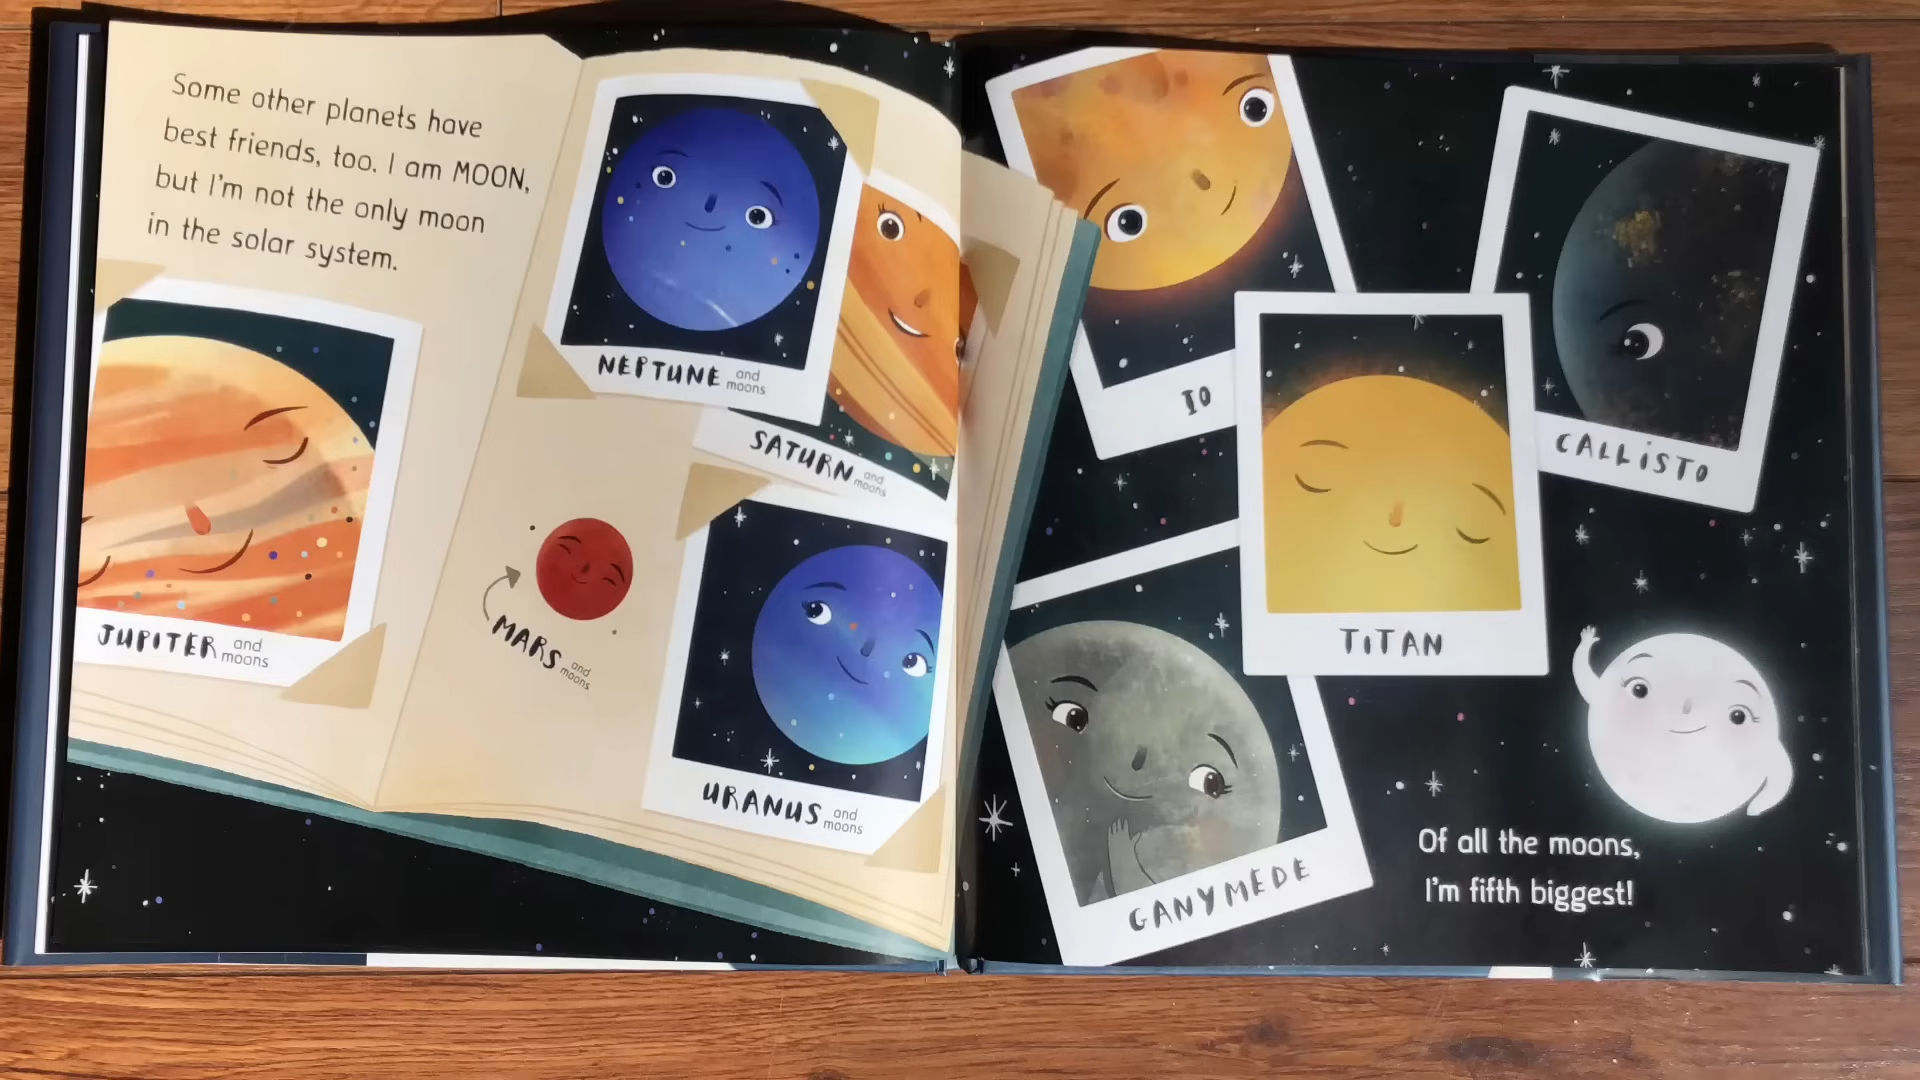 Some other planets have
best friends, too. I am MOON,
but I'm not the only moon
in the solar system.
NEPTUNE and moons
SATURN and moons
JUPITER and moons
MARS and moons
URANUS and moons
IO
CALLISTO
TITAN
GANYMEDE
Of all the moons,
I'm fifth biggest!